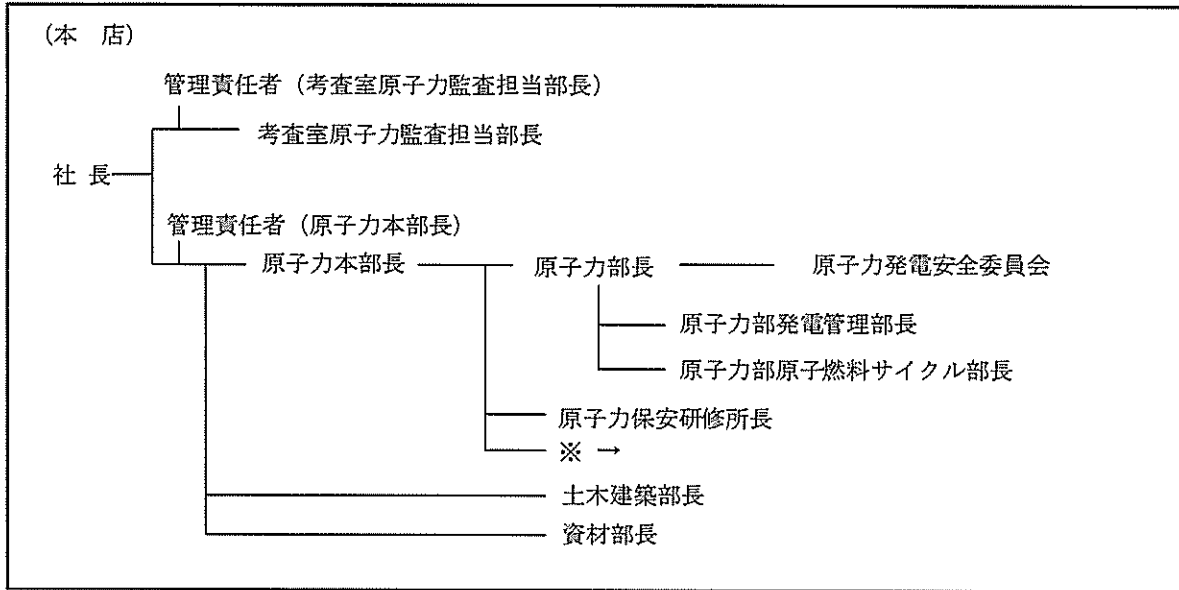 (本 店)
管理責任者(考査室原子力監査担当部長)
考査室原子力監査担当部長
社 長
管理責任者(原子力本部長)
原子力本部長 原子力部長 原子力発電安全委員会
原子力部発電管理部長
原子力部原子燃料サイクル部長
原子力保安研修所長
※ →
土木建築部長
資材部長